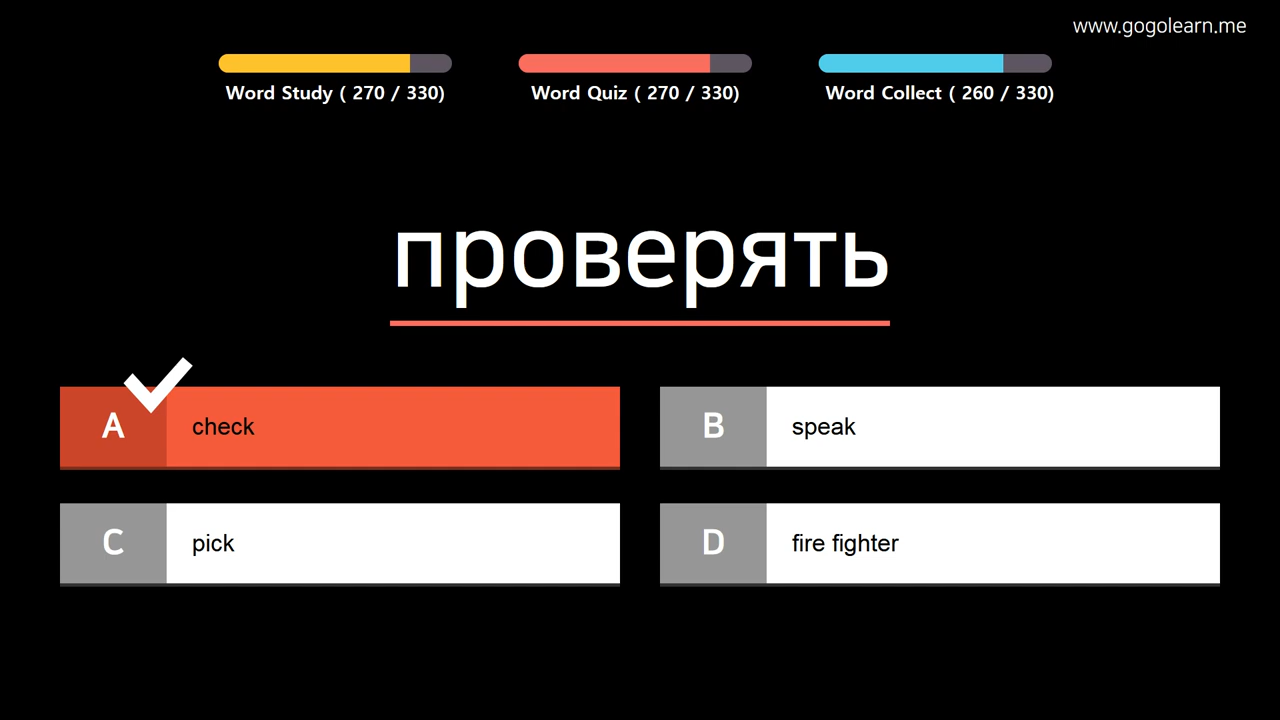 www.gogolearn.me
Word Study ( 270 / 330)
Word Quiz ( 270 / 330)
Word Collect ( 260 / 330)
проверять
A check
B speak
C pick
D fire fighter